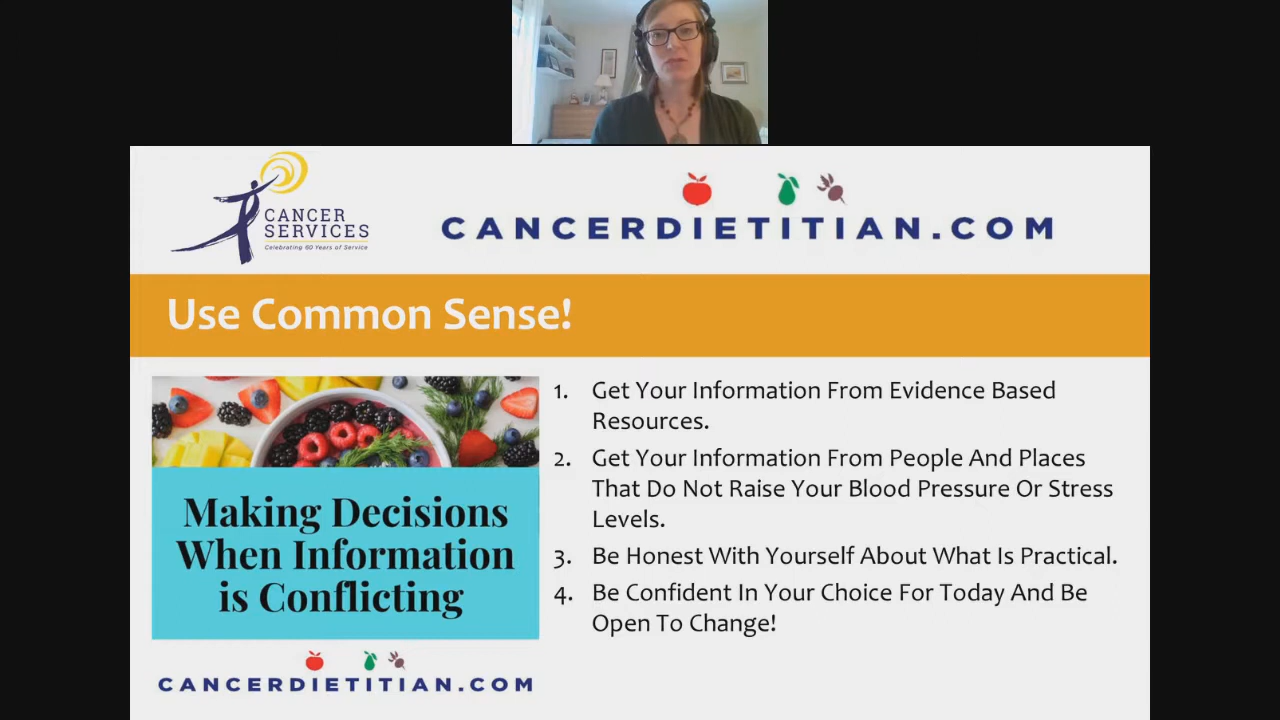 CANCER
SERVICES
Celebrating 60 Years of Service
CANCERDIETITIAN.COM
Use Common Sense!
Making Decisions
When Information
is Conflicting
CANCERDIETITIAN.COM
1. Get Your Information From Evidence Based
Resources.
2. Get Your Information From People And Places
That Do Not Raise Your Blood Pressure Or Stress
Levels.
3. Be Honest With Yourself About What Is Practical.
4. Be Confident In Your Choice For Today And Be
Open To Change!